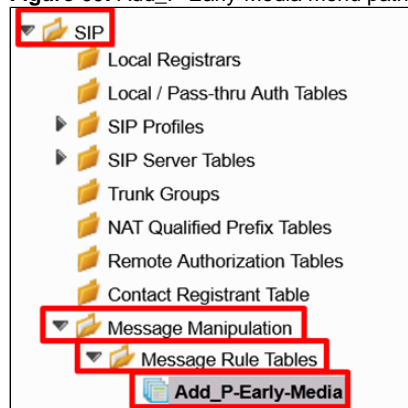 SIP
Local Registrars
Local / Pass-thru Auth Tables
SIP Profiles
SIP Server Tables
Trunk Groups
NAT Qualified Prefix Tables
Remote Authorization Tables
Contact Registrant Table
Message Manipulation
Message Rule Tables
Add_P-Early-Media